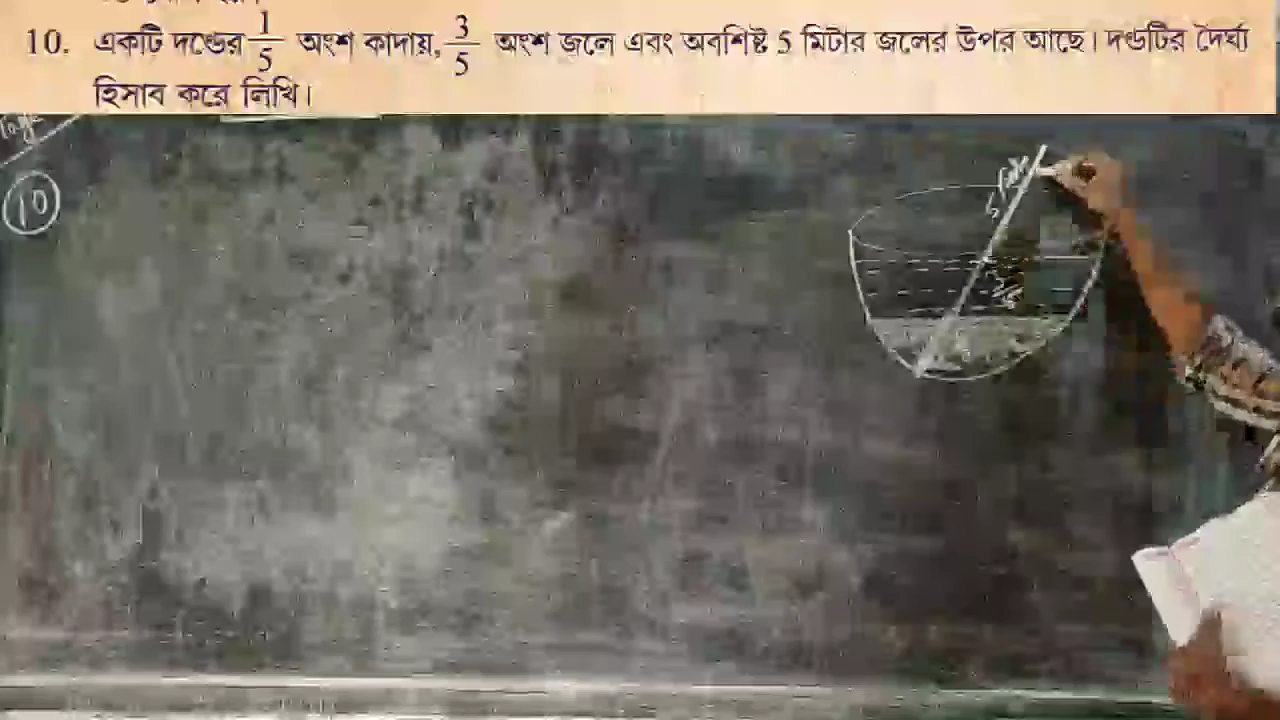 10. একটি দণ্ডের 1/5 অংশ কাদায়, 3/5 অংশ জলে এবং অবশিষ্ট 5 মিটার জলের উপর আছে। দণ্ডটির দৈর্ঘ্য
হিসাব করে লিখি।
10